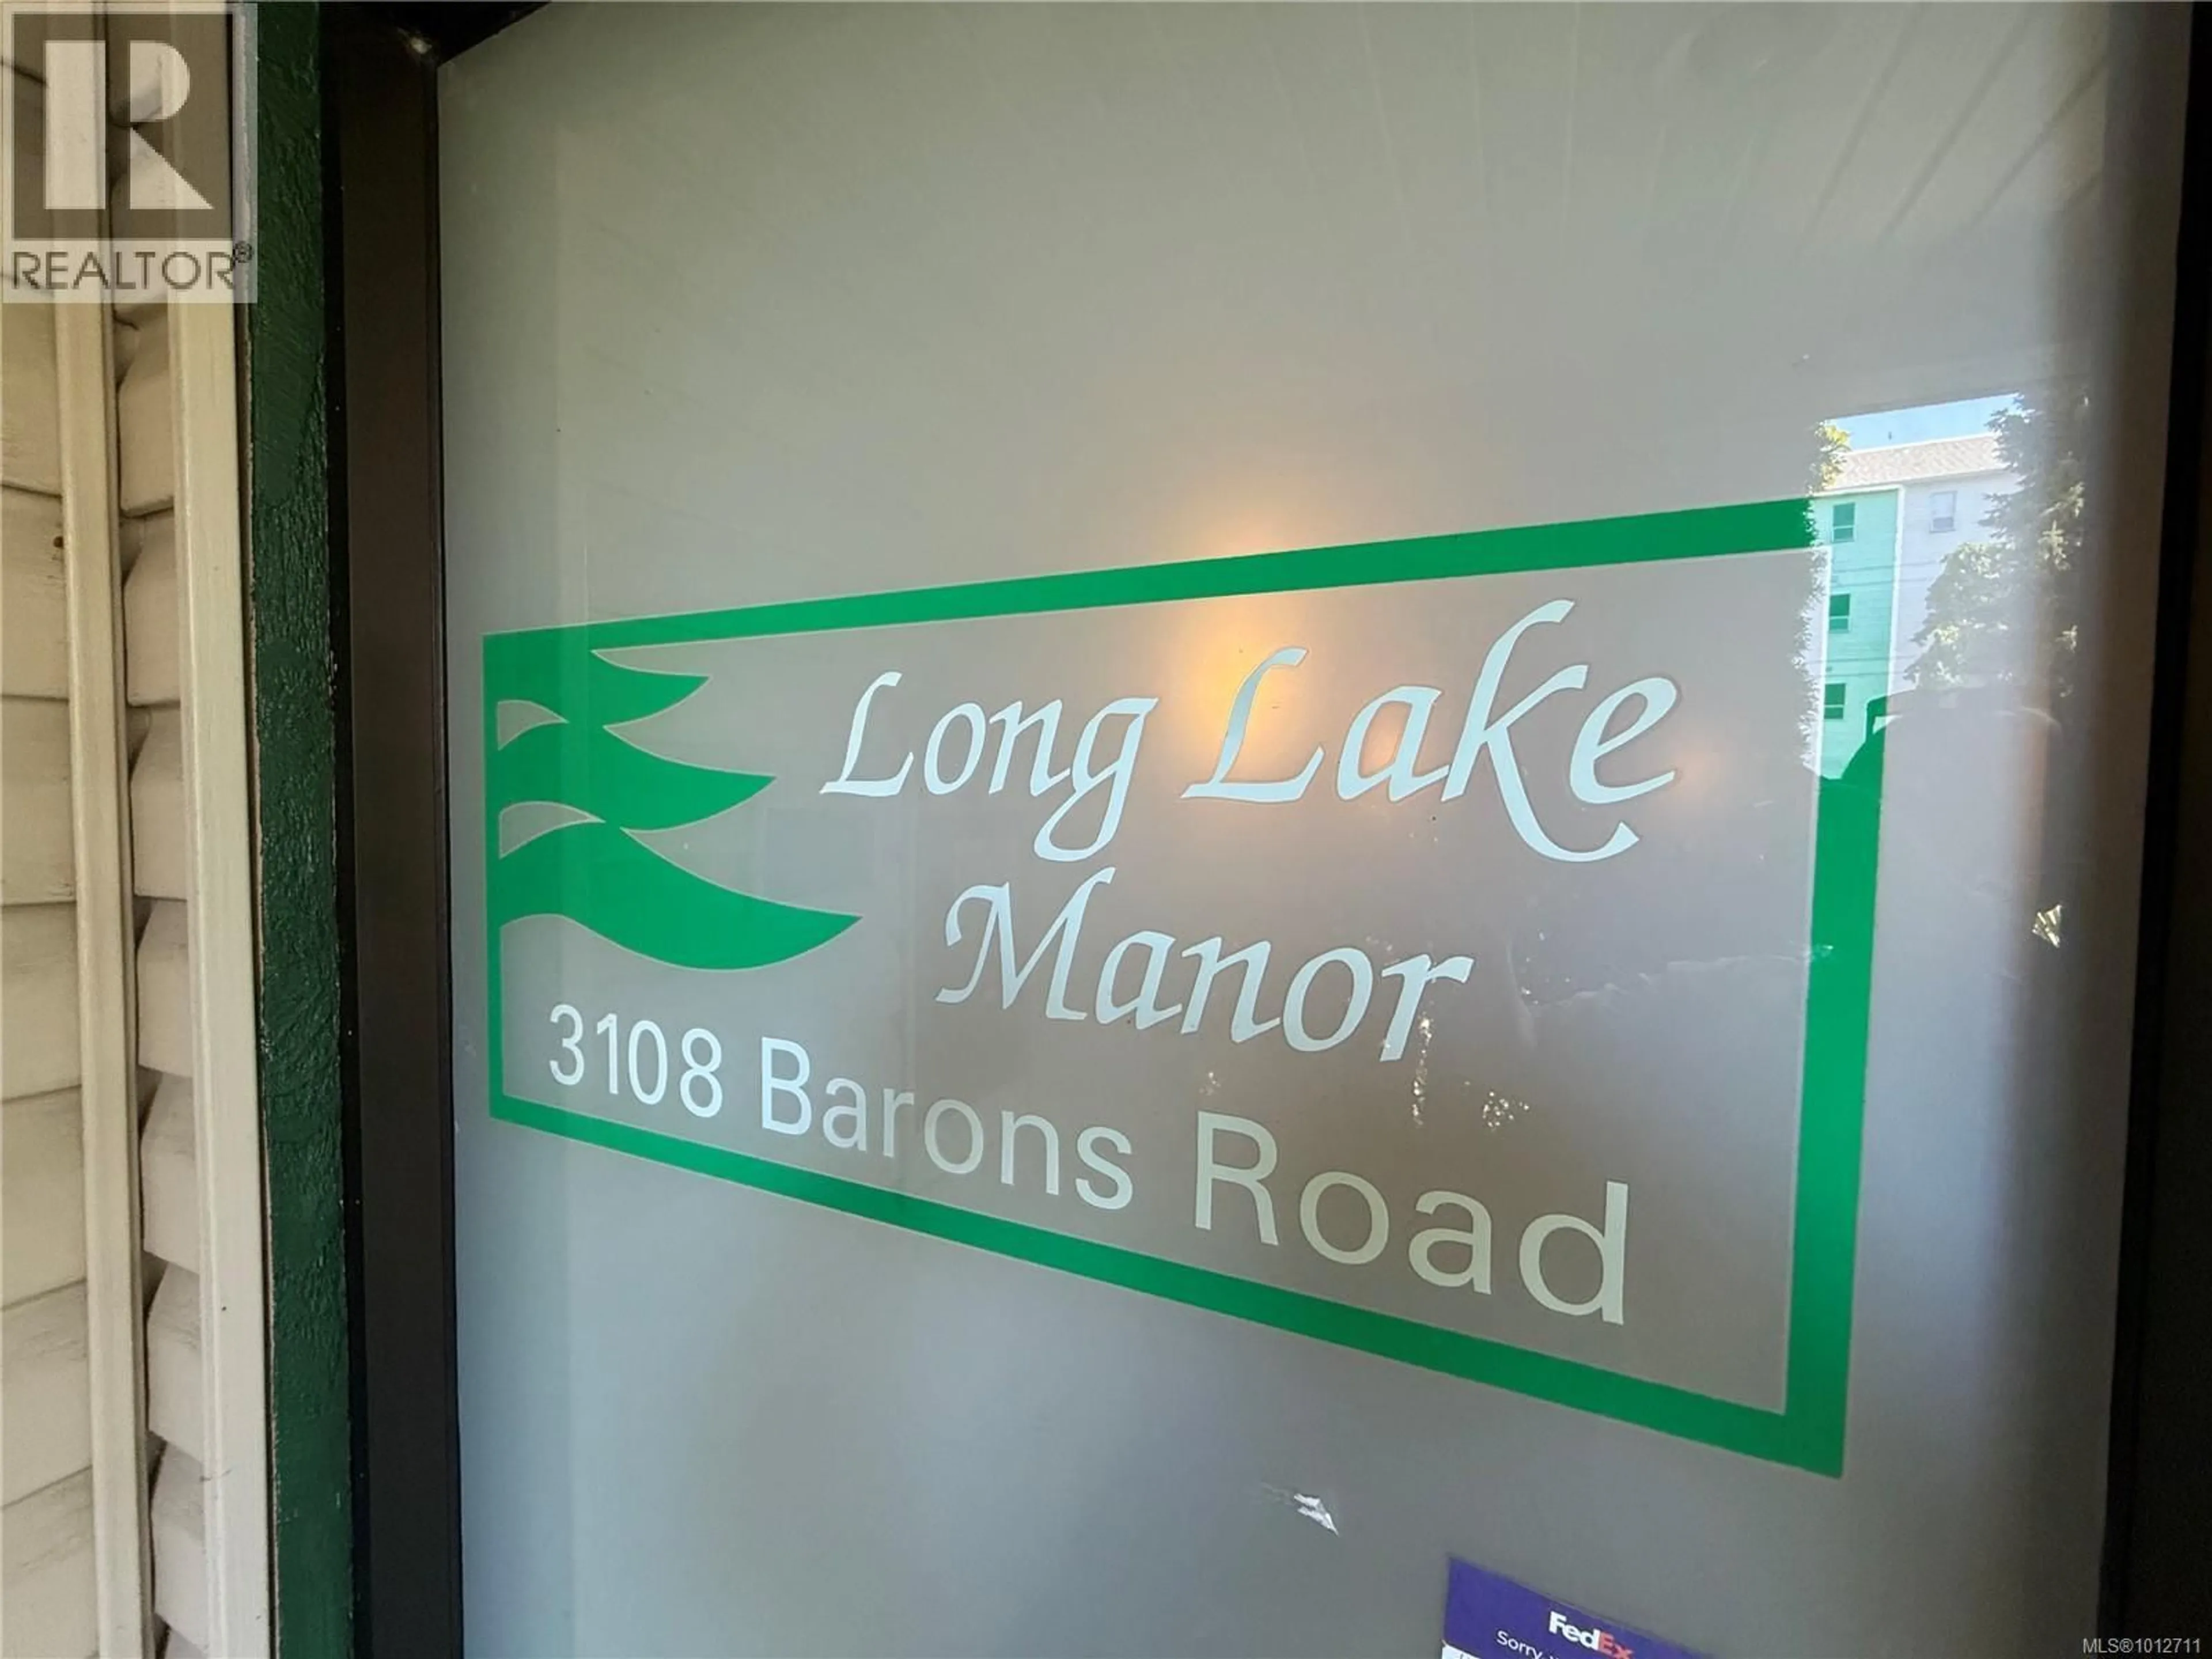 REALTOR®
Long Lake
Manor
3108 Barons Road
FedEx
Sorry,
MLS®1012711